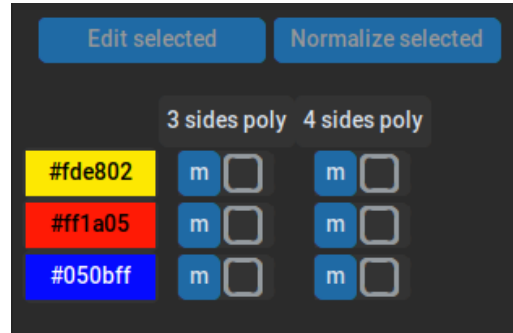 Edit selected Normalize selected
3 sides poly 4 sides poly
#fde802 m m
#ff1a05 m m
#050bff m m